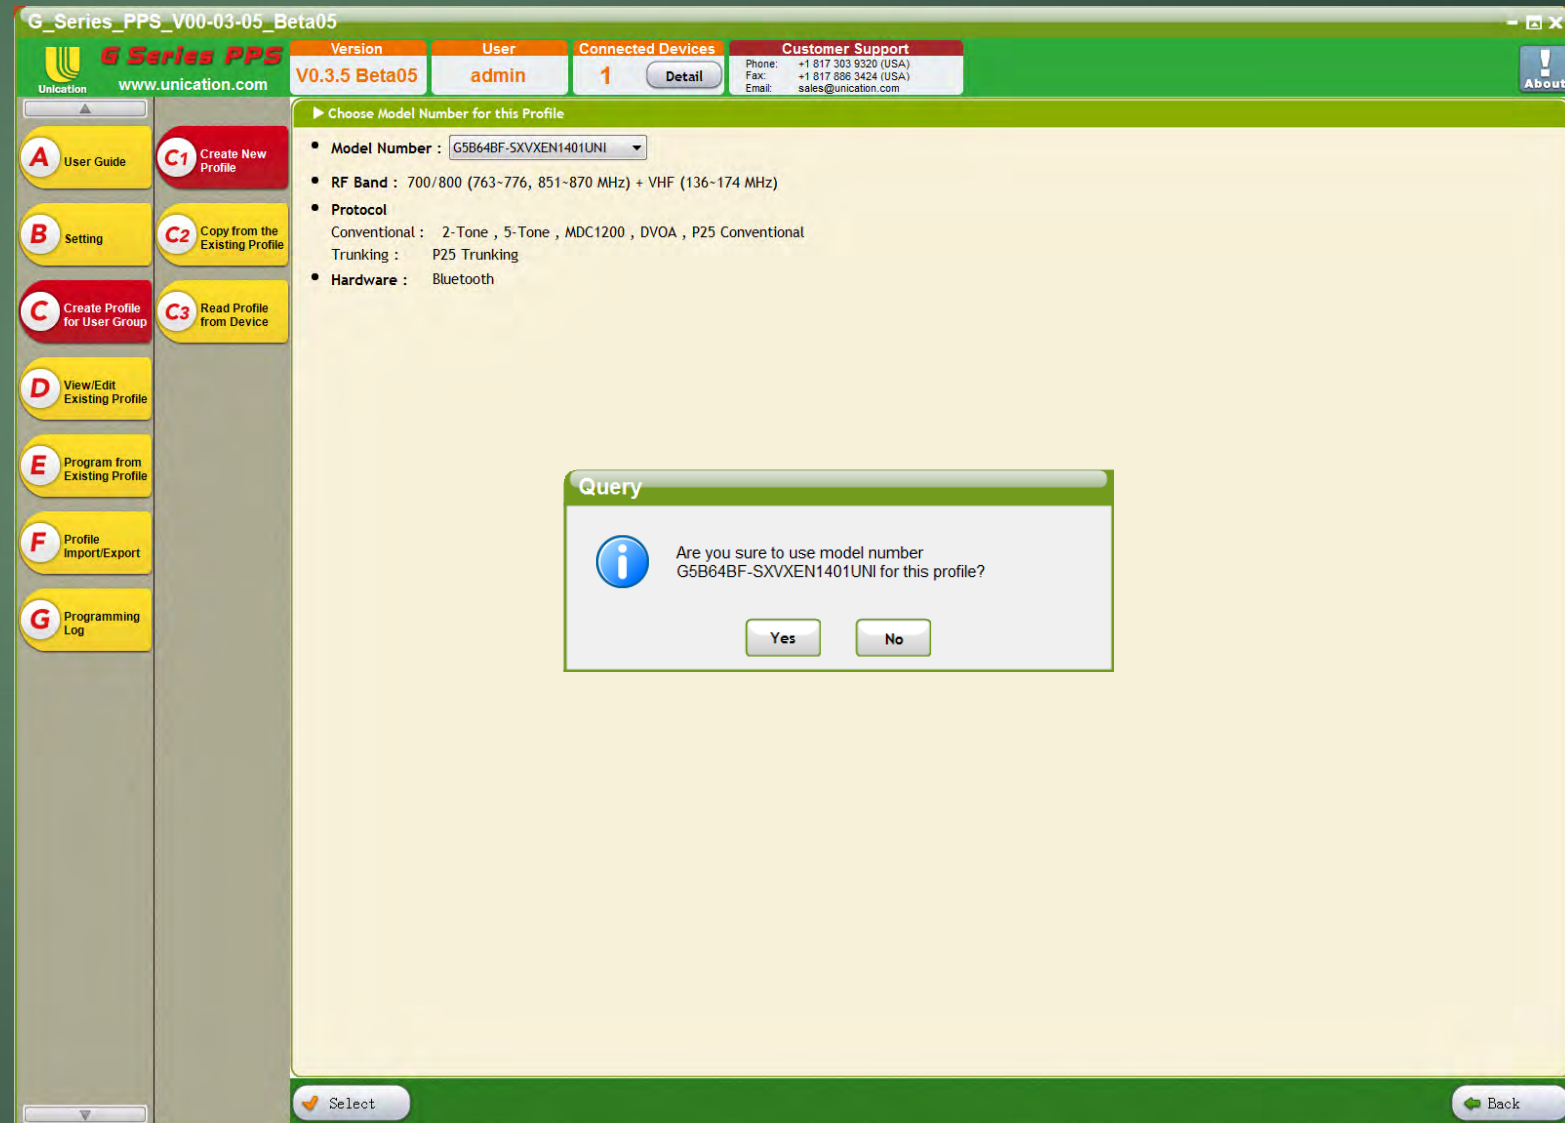 G_Series_PPS_V00-03-05_Beta05
Unication
G Series PPS
www.unication.com
Version
V0.3.5 Beta05
User
admin
Connected Devices
1
Detail
Customer Support
Phone: +1 817 303 9320 (USA)
Fax: +1 817 886 3424 (USA)
Email: sales@unication.com
About
A User Guide
B Setting
C Create Profile
for User Group
D View/Edit
Existing Profile
E Program from
Existing Profile
F Profile
Import/Export
G Programming
Log
C1 Create New
Profile
C2 Copy from the
Existing Profile
C3 Read Profile
from Device
Choose Model Number for this Profile
• Model Number : G5B64BF-SXVXEN1401UNI
• RF Band : 700/800 (763~776, 851~870 MHz) + VHF (136~174 MHz)
• Protocol
Conventional : 2-Tone , 5-Tone , MDC1200 , DVOA , P25 Conventional
Trunking : P25 Trunking
• Hardware : Bluetooth
Query
Are you sure to use model number
G5B64BF-SXVXEN1401UNI for this profile?
Yes
No
Select
Back